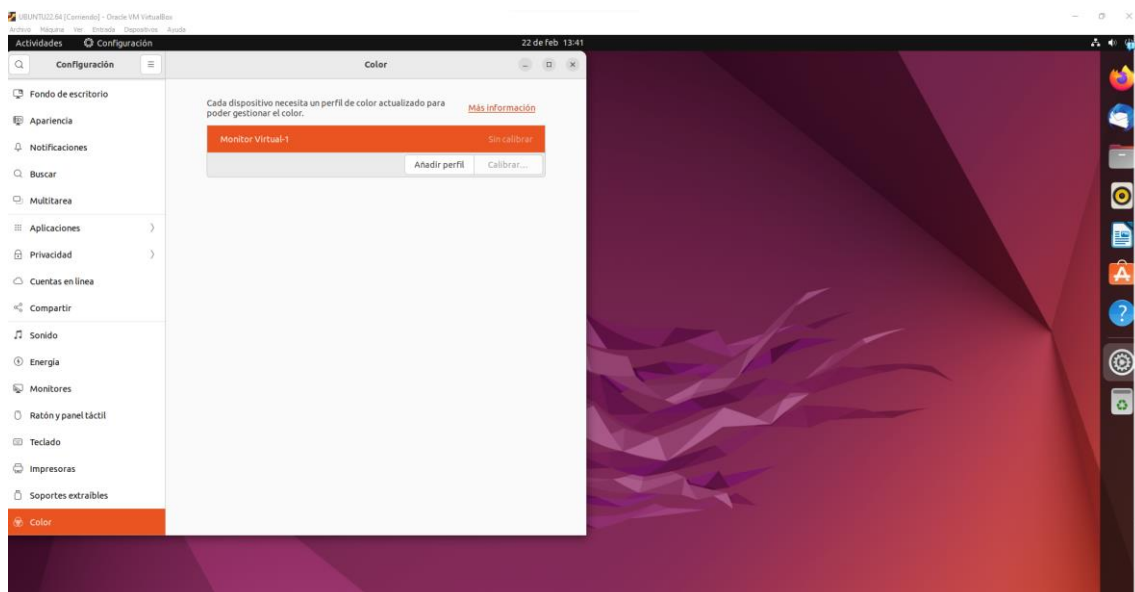 UBUNTU22.64 [Corriendo] - Oracle VM VirtualBox
Archivo Máquina Ver Entrada Dispositivos Ayuda
Actividades Configuración 22 de feb 13:41
Configuración Color
Fondo de escritorio
Apariencia
Notificaciones
Buscar
Multitarea
Aplicaciones
Privacidad
Cuentas en línea
Compartir
Sonido
Energía
Monitores
Ratón y panel táctil
Teclado
Impresoras
Soportes extraíbles
Color
Cada dispositivo necesita un perfil de color actualizado para
poder gestionar el color.
Más información
Monitor Virtual-1 Sin calibrar
Añadir perfil Calibrar...